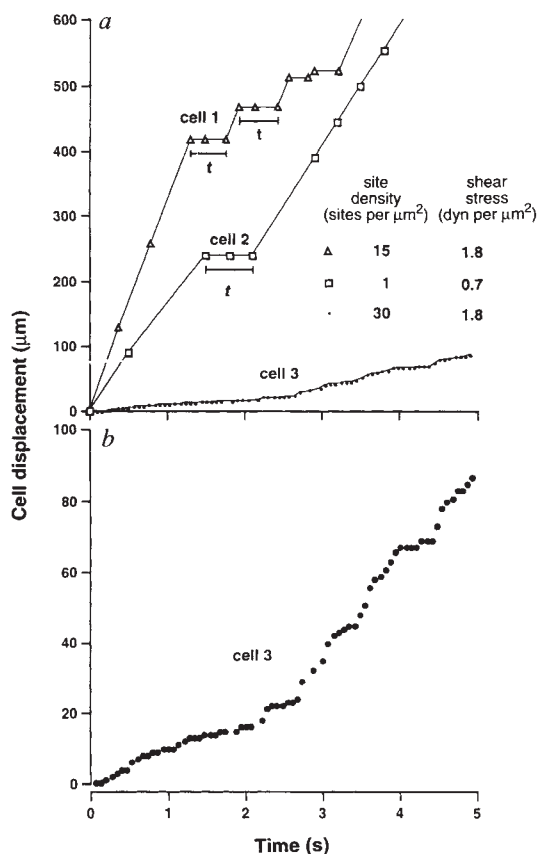 a
600
500
400
300
200
100
0
cell 1
t
t
cell 2
t
cell 3
site density (sites per μm²)
shear stress (dyn per μm²)
△ 15 1.8
□ 1 0.7
· 30 1.8
Cell displacement (μm)
b
100
80
60
40
20
0
cell 3
0 1 2 3 4 5
Time (s)